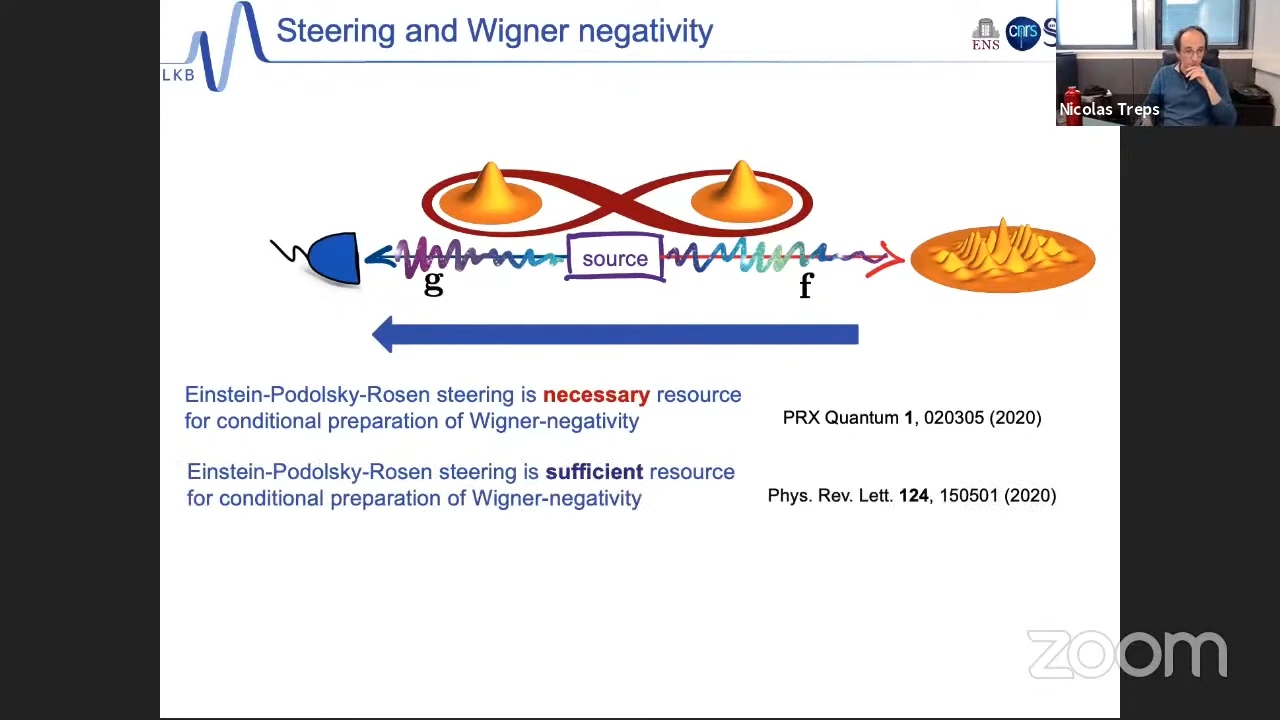 Steering and Wigner negativity
LKB
ENS
cnrs
S
Nicolas Treps
source
g
f
Einstein-Podolsky-Rosen steering is necessary resource
for conditional preparation of Wigner-negativity
PRX Quantum 1, 020305 (2020)
Einstein-Podolsky-Rosen steering is sufficient resource
for conditional preparation of Wigner-negativity
Phys. Rev. Lett. 124, 150501 (2020)
zoom